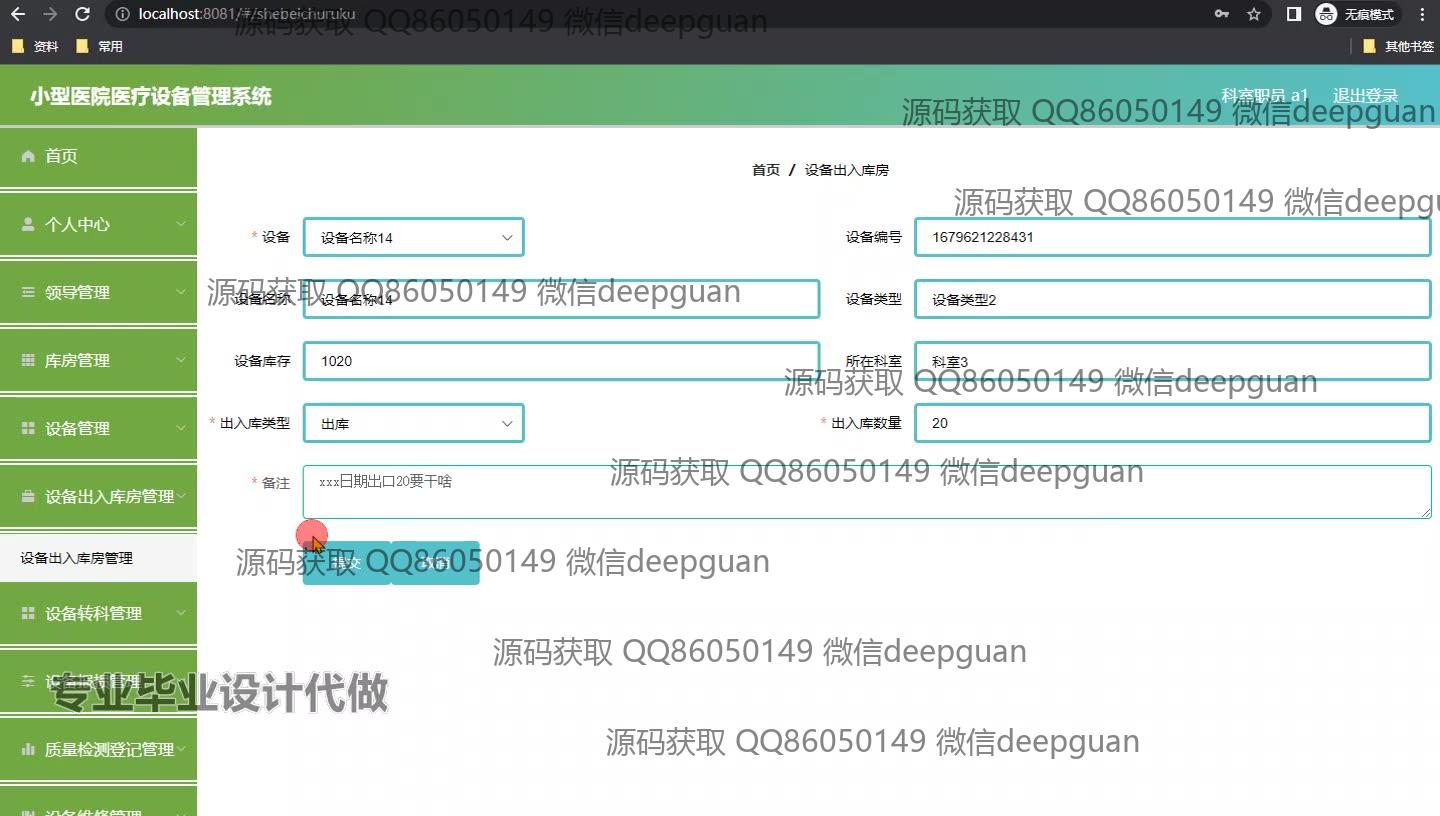 localhost:8081/#/shebeichuruku
源码获取 QQ86050149 微信deepguan
无痕模式
资料
常用
其他书签
小型医院医疗设备管理系统
科室职员 a1
退出登录
源码获取 QQ86050149 微信deepguan
首页
首页 / 设备出入库房
源码获取 QQ86050149 微信deepgu
个人中心
* 设备
设备名称14
设备编号
1679621228431
领导管理
源码获取 QQ86050149 微信deepguan
设备名称
设备名称14
设备类型
设备类型2
库房管理
设备库存
1020
所在科室
科室3
源码获取 QQ86050149 微信deepguan
设备管理
* 出入库类型
出库
* 出入库数量
20
源码获取 QQ86050149 微信deepguan
* 备注
xxx日期出口20要干啥
设备出入库房管理
设备出入库房管理
提交
取消
源码获取 QQ86050149 微信deepguan
设备转科管理
源码获取 QQ86050149 微信deepguan
设备报损管理
专业毕业设计代做
质量检测登记管理
源码获取 QQ86050149 微信deepguan
设备维修管理